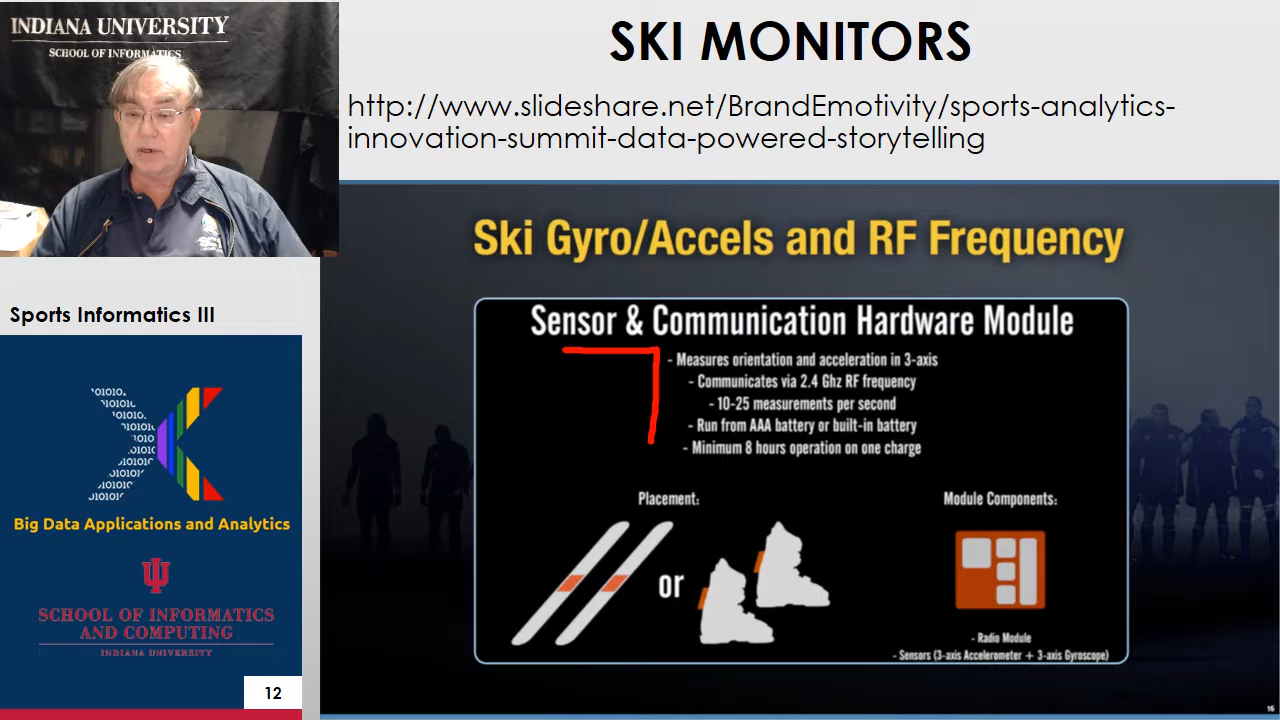 INDIANA UNIVERSITY
SCHOOL OF INFORMATICS
SKI MONITORS
http://www.slideshare.net/BrandEmotivity/sports-analytics-
innovation-summit-data-powered-storytelling
Ski Gyro/Accels and RF Frequency
Sensor & Communication Hardware Module
- Measures orientation and acceleration in 3-axis
- Communicates via 2.4 Ghz RF frequency
- 10-25 measurements per second
- Run from AAA battery or built-in battery
- Minimum 8 hours operation on one charge
Placement:
or
Module Components:
- Radio Module
- Sensors (3-axis Accelerometer + 3-axis Gyroscope)
16
Sports Informatics III
Big Data Applications and Analytics
SCHOOL OF INFORMATICS
AND COMPUTING
INDIANA UNIVERSITY
12